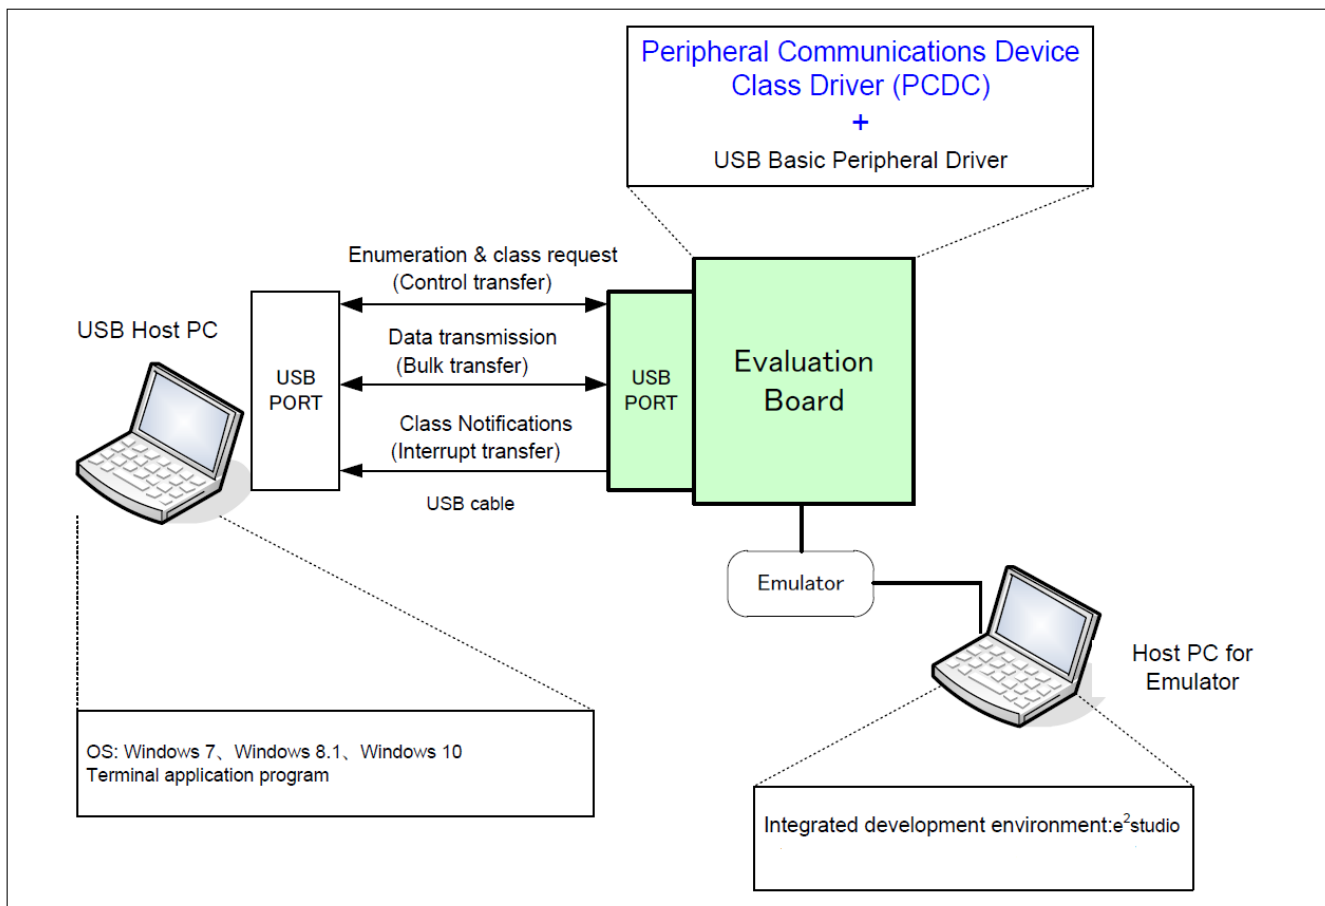 Peripheral Communications Device
Class Driver (PCDC)
+
USB Basic Peripheral Driver
Enumeration & class request
(Control transfer)
USB Host PC
Data transmission
(Bulk transfer)
USB
PORT
USB
PORT
Evaluation
Board
Class Notifications
(Interrupt transfer)
USB cable
Emulator
Host PC for
Emulator
OS: Windows 7、Windows 8.1、Windows 10
Terminal application program
Integrated development environment:e²studio